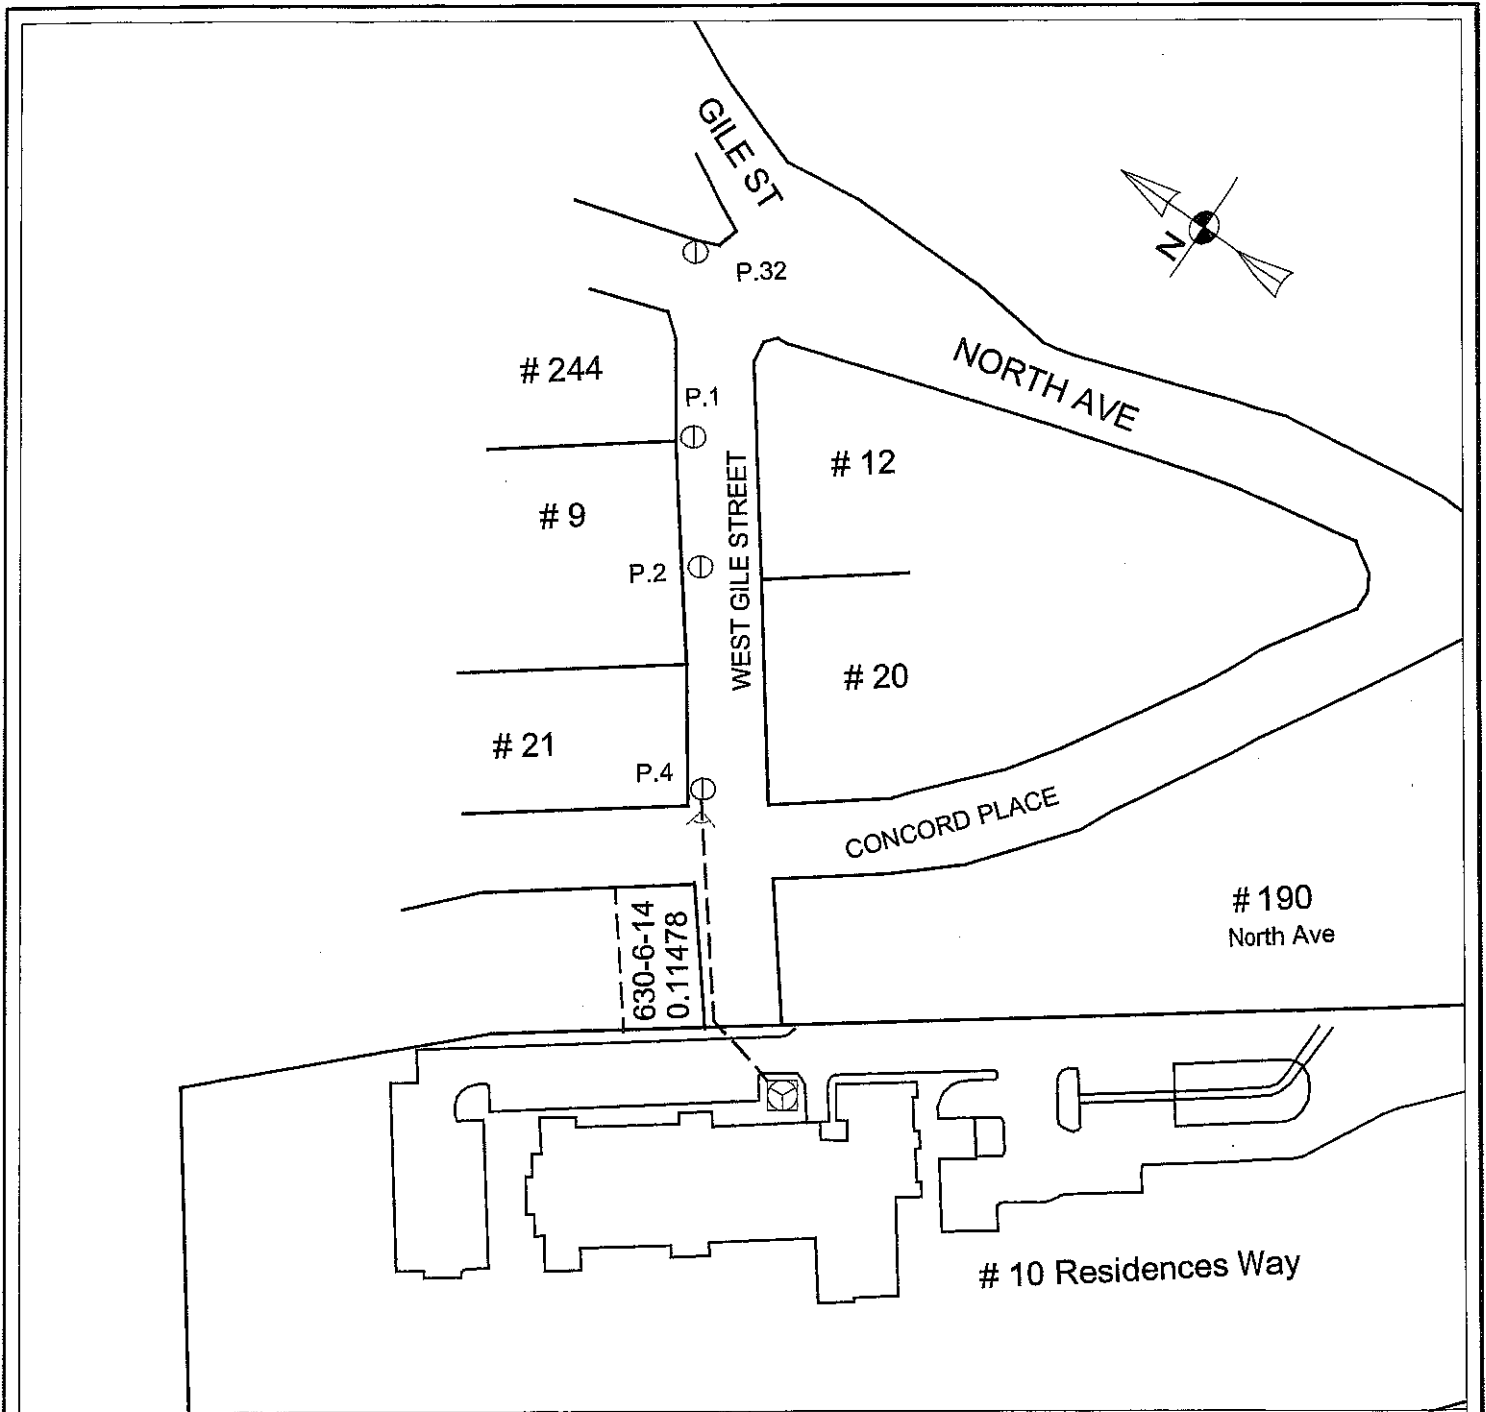 GILE ST
N
P.32
NORTH AVE
# 244
P.1
# 12
# 9
WEST GILE STREET
P.2
# 20
# 21
P.4
CONCORD PLACE
# 190
North Ave
630-6-14
0.11478
# 10 Residences Way